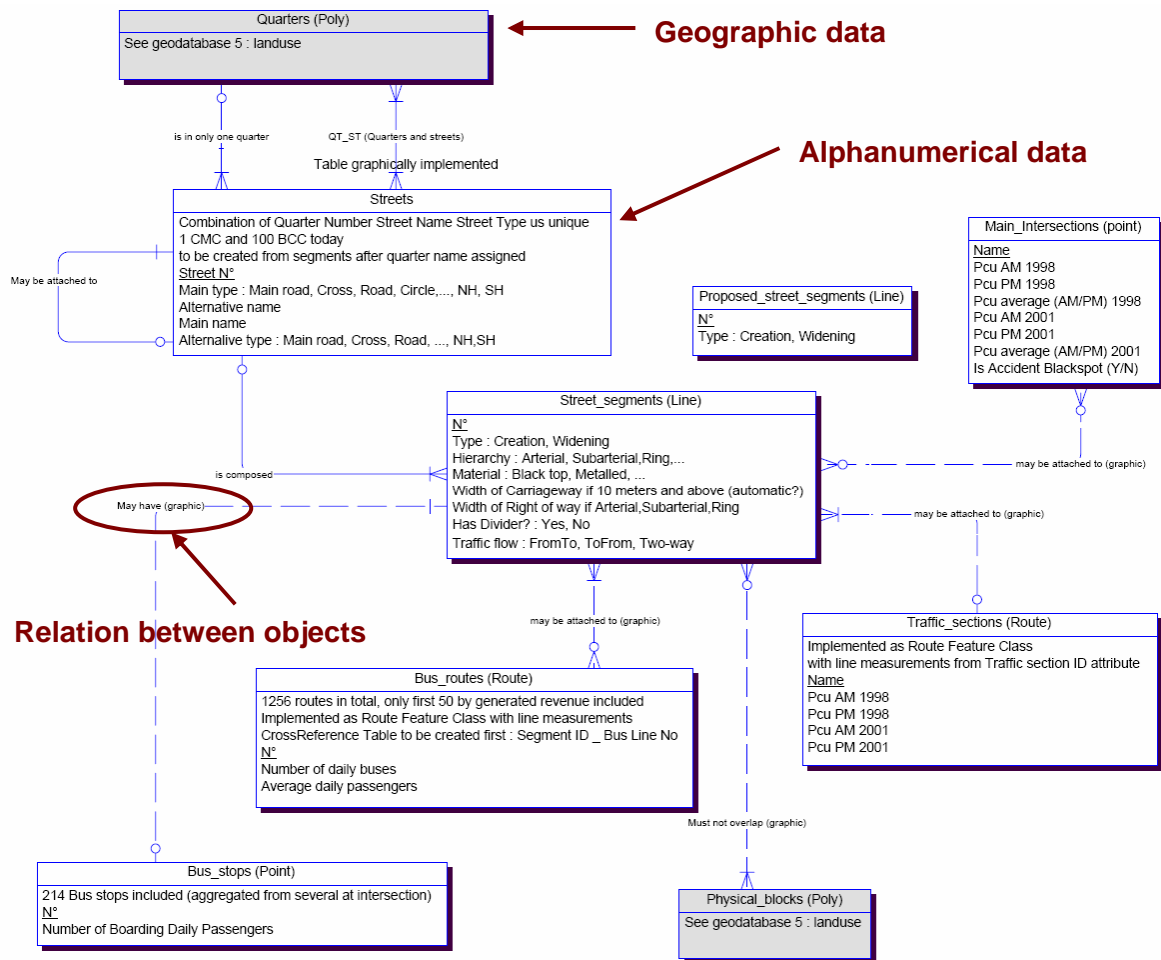 Quarters (Poly)
See geodatabase 5 : landuse
Geographic data
is in only one quarter
QT_ST (Quarters and streets)
Table graphically implemented
Alphanumerical data
Streets
Combination of Quarter Number Street Name Street Type us unique
1 CMC and 100 BCC today
to be created from segments after quarter name assigned
Street N°
Main type : Main road, Cross, Road, Circle,..., NH, SH
Alternative name
Main name
Alternalive type : Main road, Cross, Road, ..., NH,SH
May be attached to
Main_Intersections (point)
Name
Pcu AM 1998
Pcu PM 1998
Pcu average (AM/PM) 1998
Pcu AM 2001
Pcu PM 2001
Pcu average (AM/PM) 2001
Is Accident Blackspot (Y/N)
Proposed_street_segments (Line)
N°
Type : Creation, Widening
Street_segments (Line)
N°
Type : Creation, Widening
Hierarchy : Arterial, Subarterial,Ring,...
Material : Black top, Metalled, ...
Width of Carriageway if 10 meters and above (automatic?)
Width of Right of way if Arterial,Subarterial,Ring
Has Divider? : Yes, No
Traffic flow : FromTo, ToFrom, Two-way
is composed
may be attached to (graphic)
May have (graphic)
may be attached to (graphic)
Relation between objects
may be attached to (graphic)
Traffic_sections (Route)
Implemented as Route Feature Class
with line measurements from Traffic section ID attribute
Name
Pcu AM 1998
Pcu PM 1998
Pcu AM 2001
Pcu PM 2001
Bus_routes (Route)
1256 routes in total, only first 50 by generated revenue included
Implemented as Route Feature Class with line measurements
CrossReference Table to be created first : Segment ID _ Bus Line No
N°
Number of daily buses
Average daily passengers
Must not overlap (graphic)
Bus_stops (Point)
214 Bus stops included (aggregated from several at intersection)
N°
Number of Boarding Daily Passengers
Physical_blocks (Poly)
See geodatabase 5 : landuse